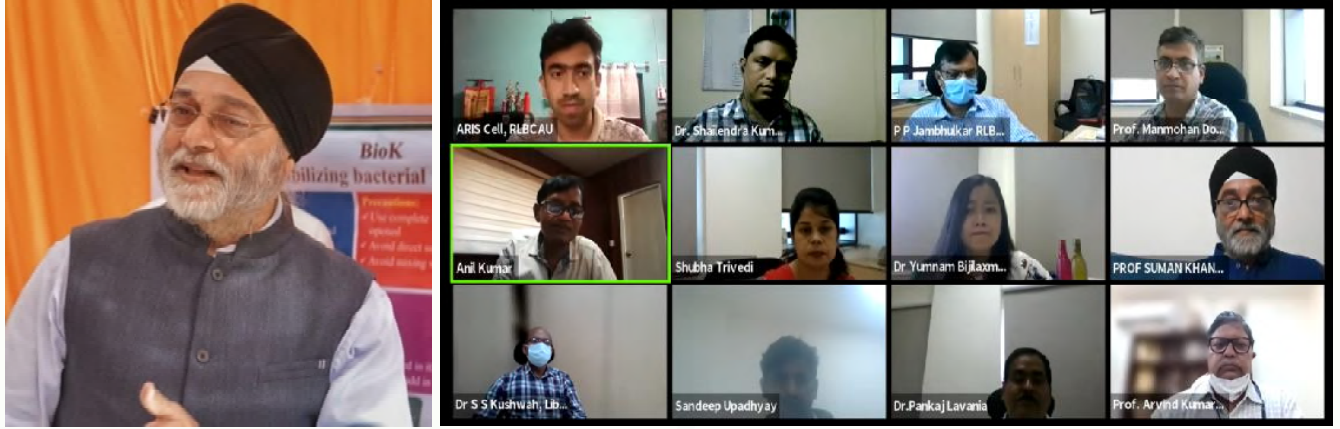 BioK
bilizing bacterial
Precautions:
✓Use complete
opened
✓Avoid direct
✓Avoid mixing
ARIS Cell, RLBCAU
Dr. Shailendra Kum...
P P Jambhulkar RLB...
Prof. Manmohan Do...
Anil Kumar
Shubha Trivedi
Dr Yumnam Bijilaxm...
PROF SUMAN KHAN...
Dr S S Kushwah, Lib...
Sandeep Upadhyay
Dr.Pankaj Lavania
Prof. Arvind Kumar...